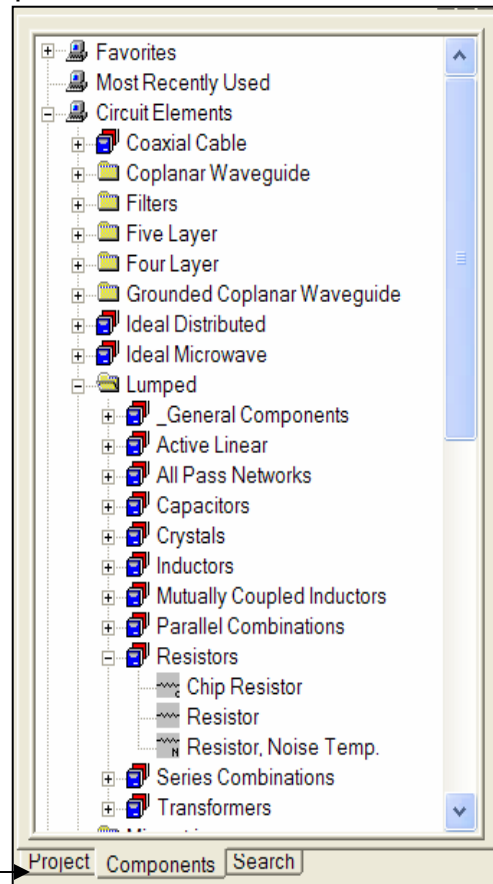 Favorites
Most Recently Used
Circuit Elements
Coaxial Cable
Coplanar Waveguide
Filters
Five Layer
Four Layer
Grounded Coplanar Waveguide
Ideal Distributed
Ideal Microwave
Lumped
_General Components
Active Linear
All Pass Networks
Capacitors
Crystals
Inductors
Mutually Coupled Inductors
Parallel Combinations
Resistors
Chip Resistor
Resistor
Resistor, Noise Temp.
Series Combinations
Transformers
Project Components Search